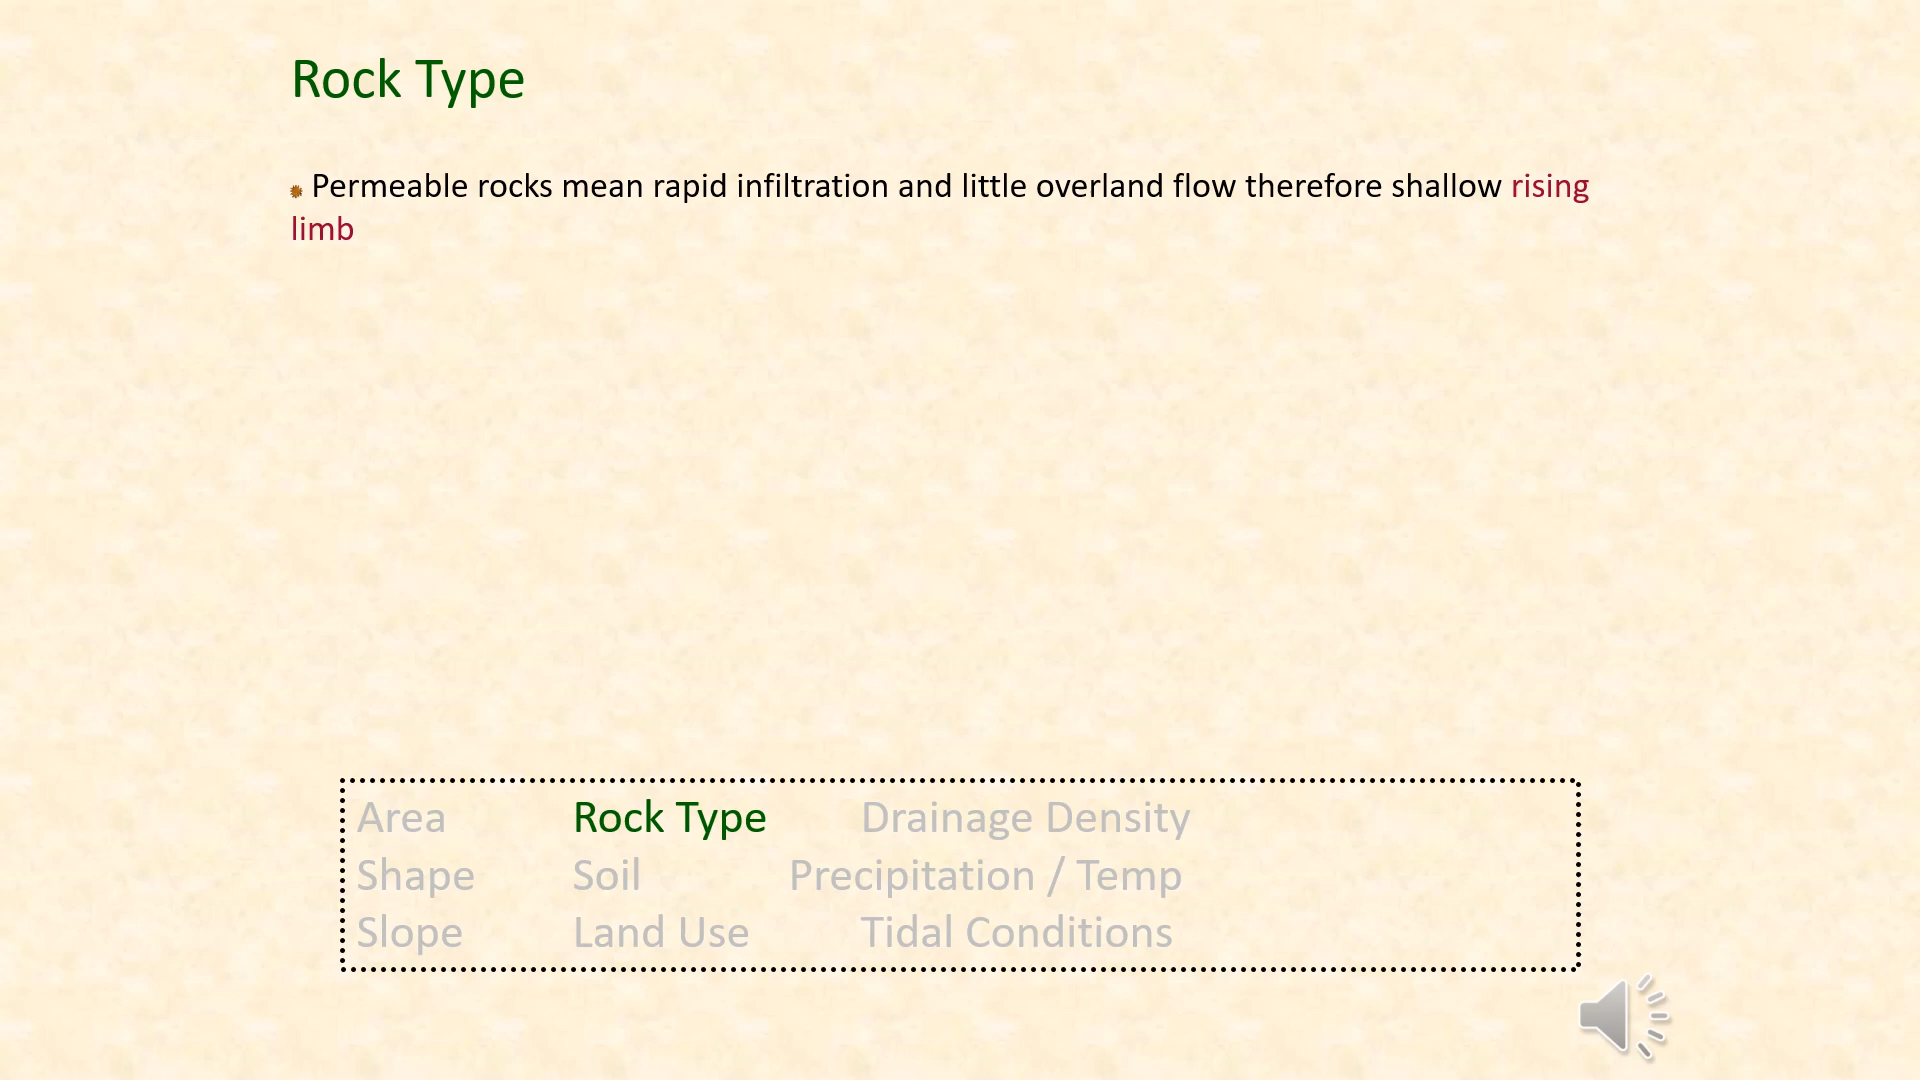 Rock Type
Permeable rocks mean rapid infiltration and little overland flow therefore shallow rising
limb
Area Rock Type Drainage Density
Shape Soil Precipitation / Temp
Slope Land Use Tidal Conditions